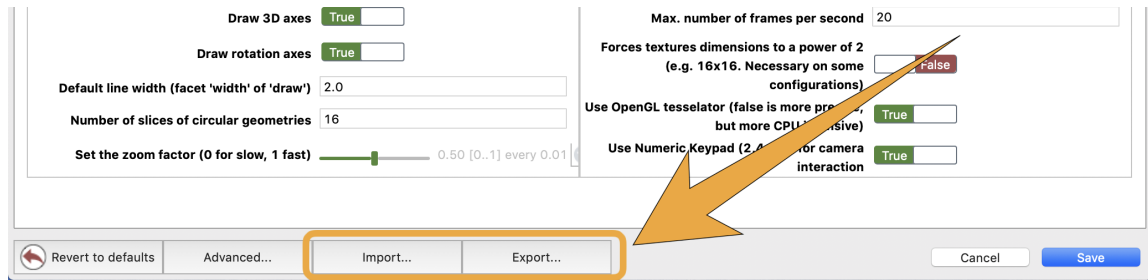 Draw 3D axes True
Draw rotation axes True
Default line width (facet 'width' of 'draw') 2.0
Number of slices of circular geometries 16
Set the zoom factor (0 for slow, 1 fast) 0.50 [0..1] every 0.01
Max. number of frames per second 20
Forces textures dimensions to a power of 2
(e.g. 16x16. Necessary on some
configurations)
False
Use OpenGL tesselator (false is more
but more CPU
True
Use Numeric Keypad for camera
interaction
True
Revert to defaults Advanced... Import... Export... Cancel Save